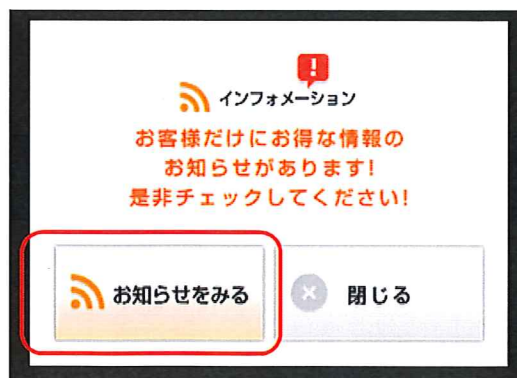 インフォメーション
お客様だけにお得な情報の
お知らせがあります!
是非チェックしてください!
お知らせをみる
閉じる